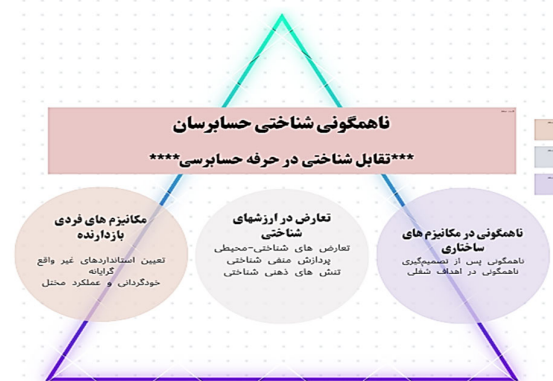 ناهمگونی شناختی حسابرسان
***تقابل شناختی در حرفه حسابرسی****
ناهمگونی در مکانیزم های
ساختاری
ناهمگونی پس از تصمیم‌گیری
ناهمگونی در اهداف شغلی
تعارض در ارزشهای
شناختی
تعارض های شناختی-محیطی
پردازش منفی شناختی
تنش های ذهنی شناختی
مکانیزم های فردی
بازدارنده
تعیین استانداردهای غیر واقع
گرایانه
خودگردانی و عملکرد مختل